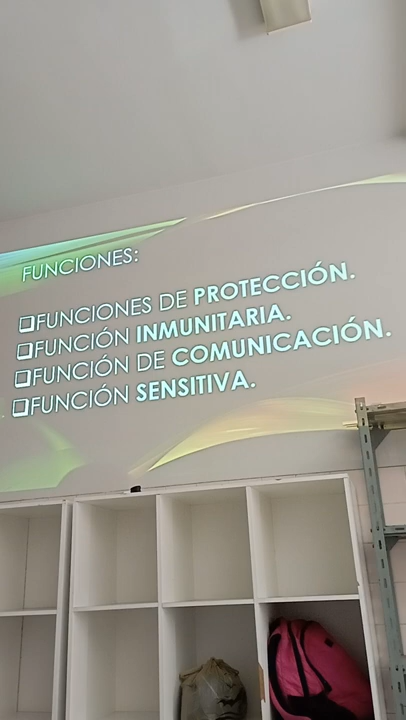 FUNCIONES:
❑FUNCIONES DE PROTECCIÓN.
❑FUNCIÓN INMUNITARIA.
❑FUNCIÓN DE COMUNICACIÓN.
❑FUNCIÓN SENSITIVA.